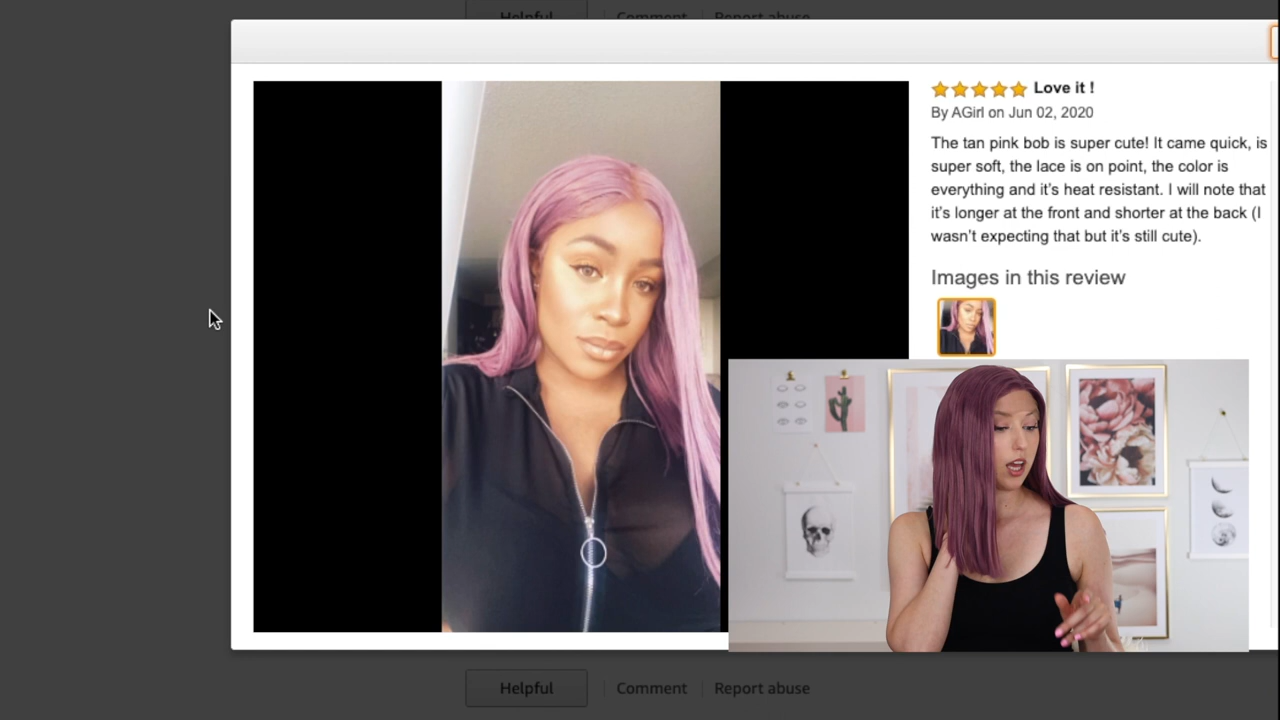 Helpful
Comment
Report abuse
Love it !
By AGirl on Jun 02, 2020
The tan pink bob is super cute! It came quick, is
super soft, the lace is on point, the color is
everything and it’s heat resistant. I will note that
it’s longer at the front and shorter at the back (I
wasn’t expecting that but it’s still cute).
Images in this review
Helpful
Comment
Report abuse